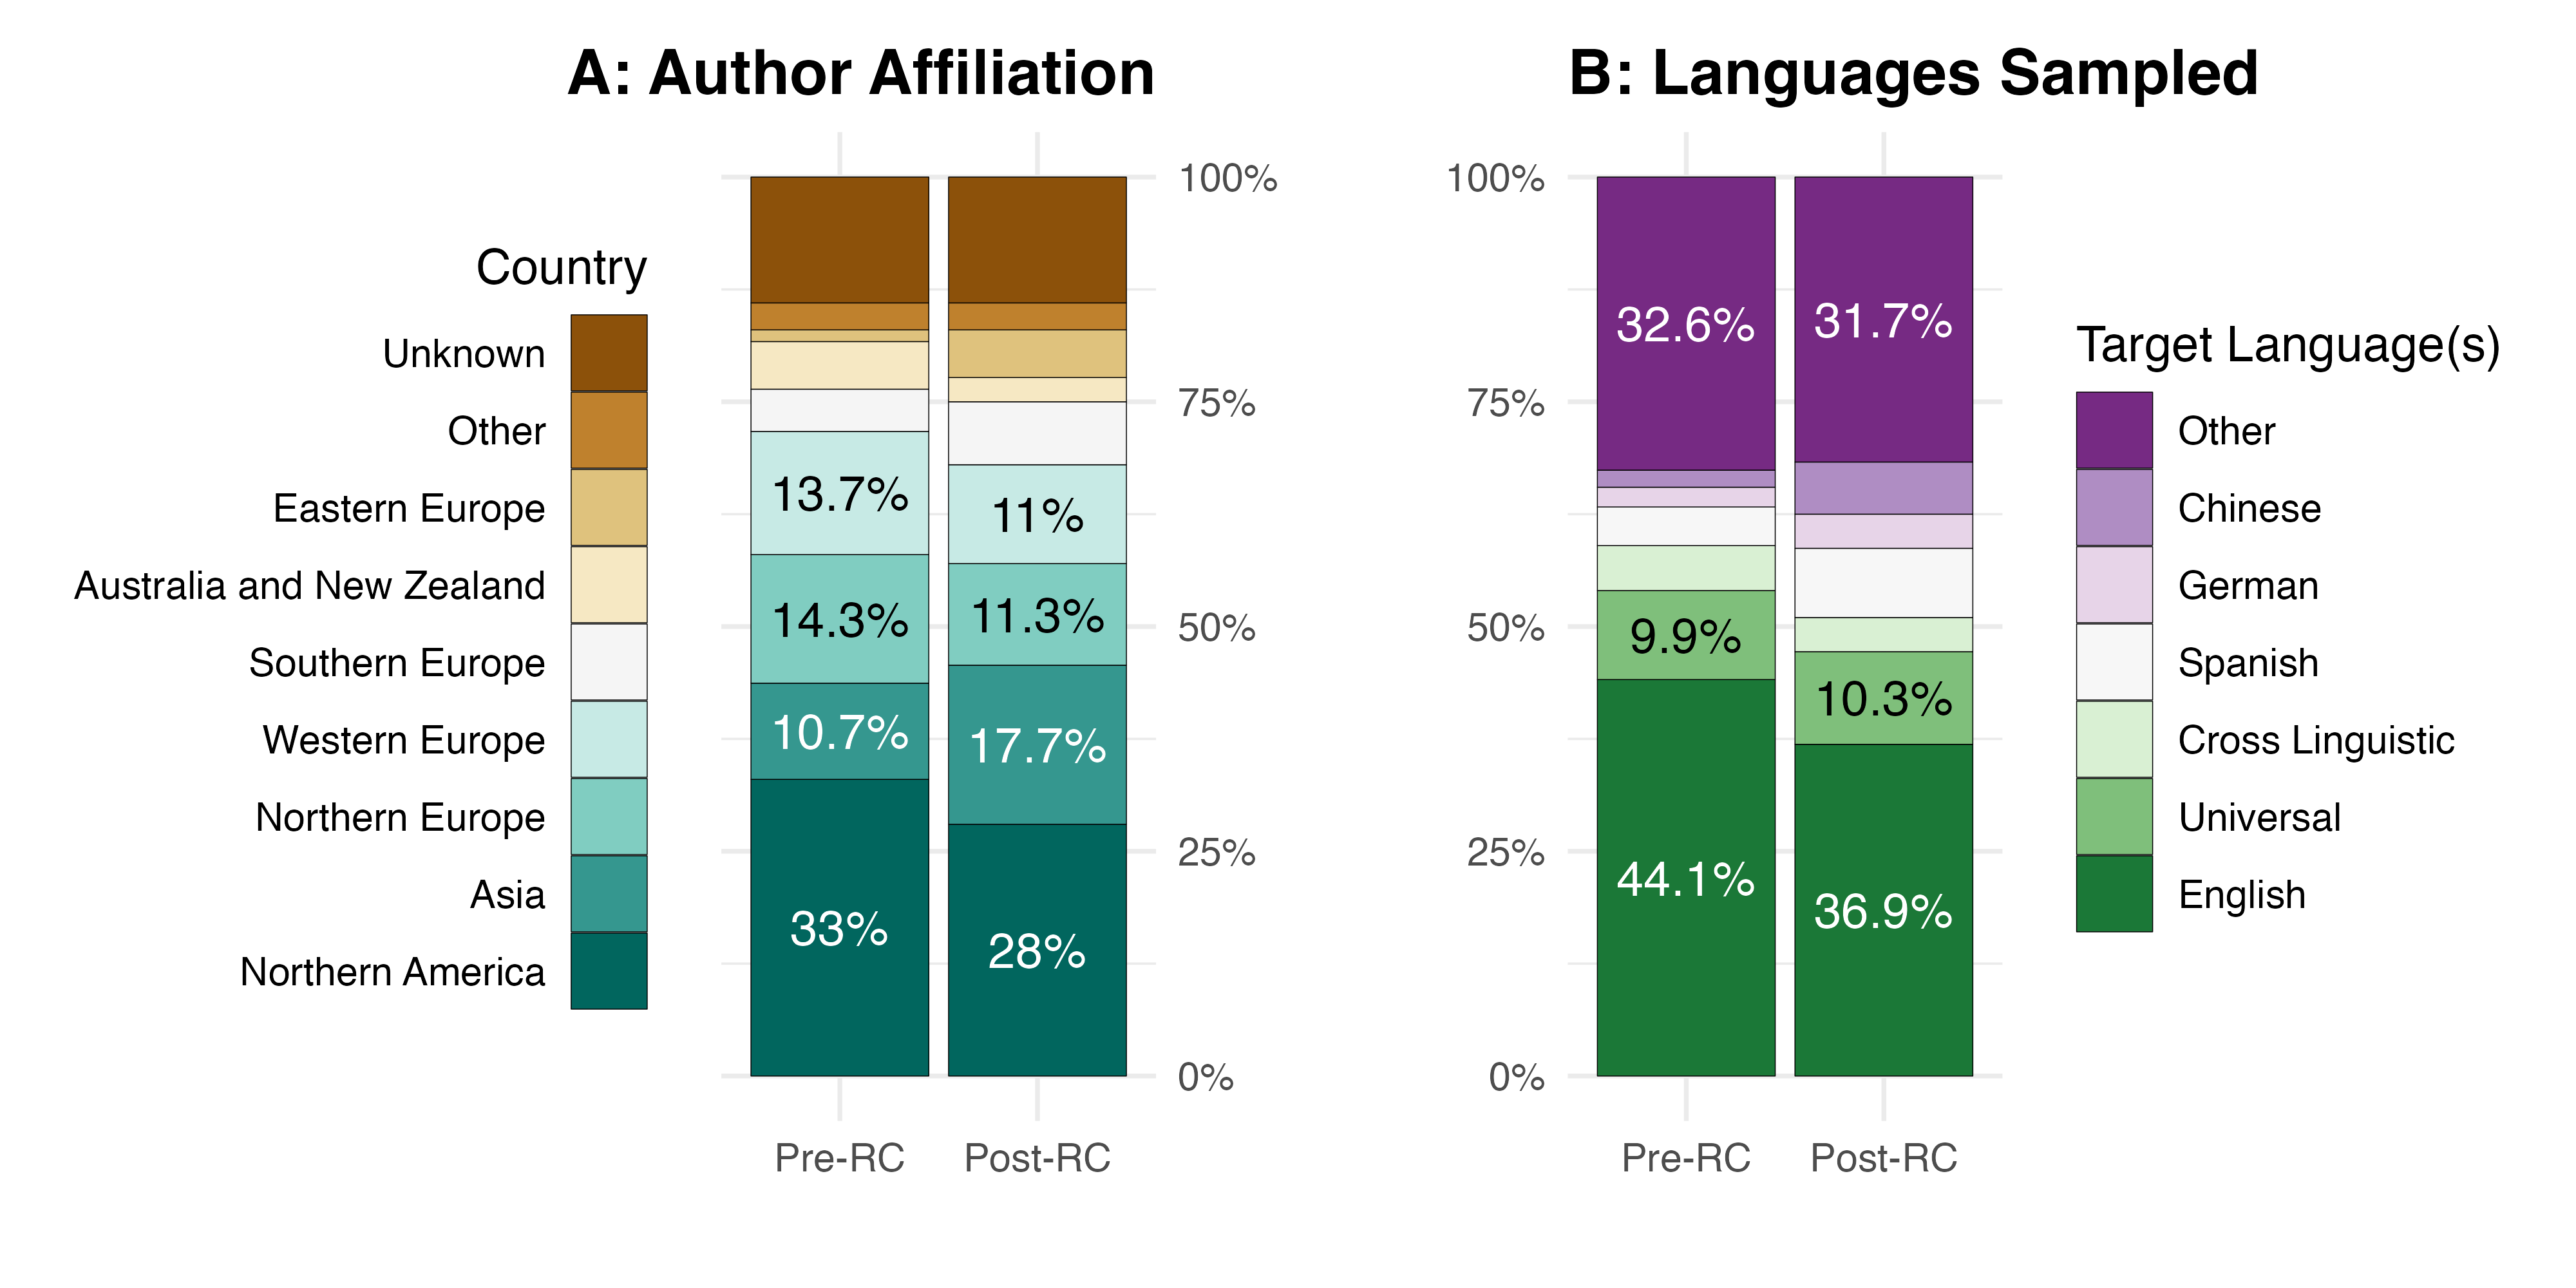 A: Author Affiliation
Country
Unknown
Other
Eastern Europe
Australia and New Zealand
Southern Europe
Western Europe
Northern Europe
Asia
Northern America
13.7%
14.3%
10.7%
33%
11%
11.3%
17.7%
28%
100%
75%
50%
25%
0%
Pre-RC
Post-RC
B: Languages Sampled
100%
75%
50%
25%
0%
32.6%
9.9%
44.1%
31.7%
10.3%
36.9%
Pre-RC
Post-RC
Target Language(s)
Other
Chinese
German
Spanish
Cross Linguistic
Universal
English